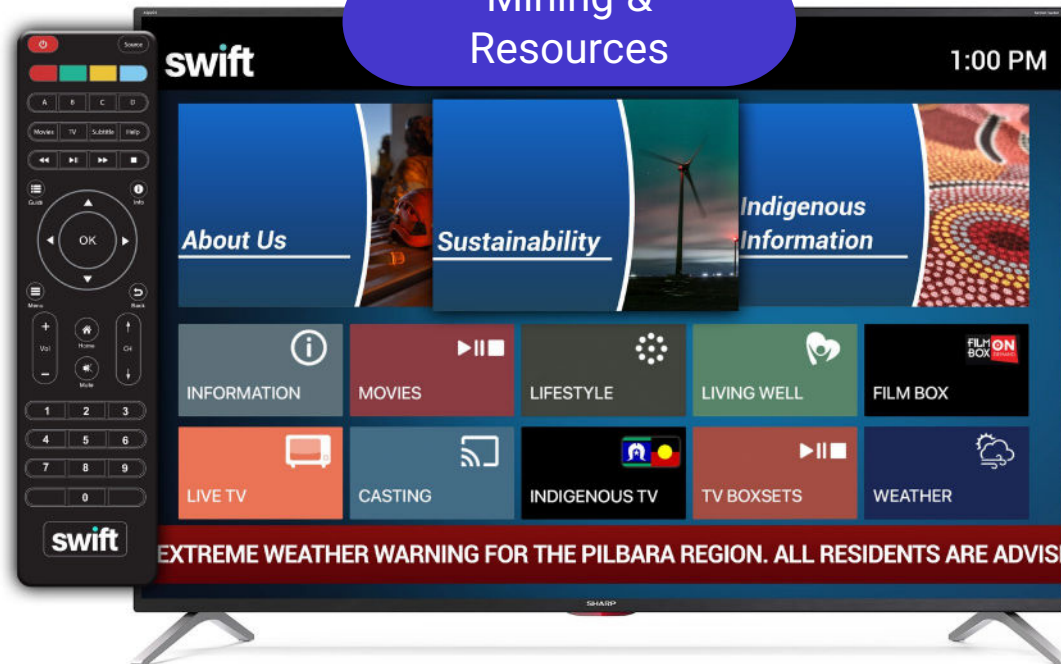 Mining &
Resources
swift
1:00 PM
About Us
Sustainability
Indigenous
Information
INFORMATION
MOVIES
LIFESTYLE
LIVING WELL
FILM BOX
FILM ON
BOX
LIVE TV
CASTING
INDIGENOUS TV
TV BOXSETS
WEATHER
EXTREME WEATHER WARNING FOR THE PILBARA REGION. ALL RESIDENTS ARE ADVIS
SHARP
Source
A B C D
Movies TV Subtitle Help
Guide
Info
OK
Menu
Back
+
Vol
-
Home
Mute
CH
1 2 3
4 5 6
7 8 9
0
swift